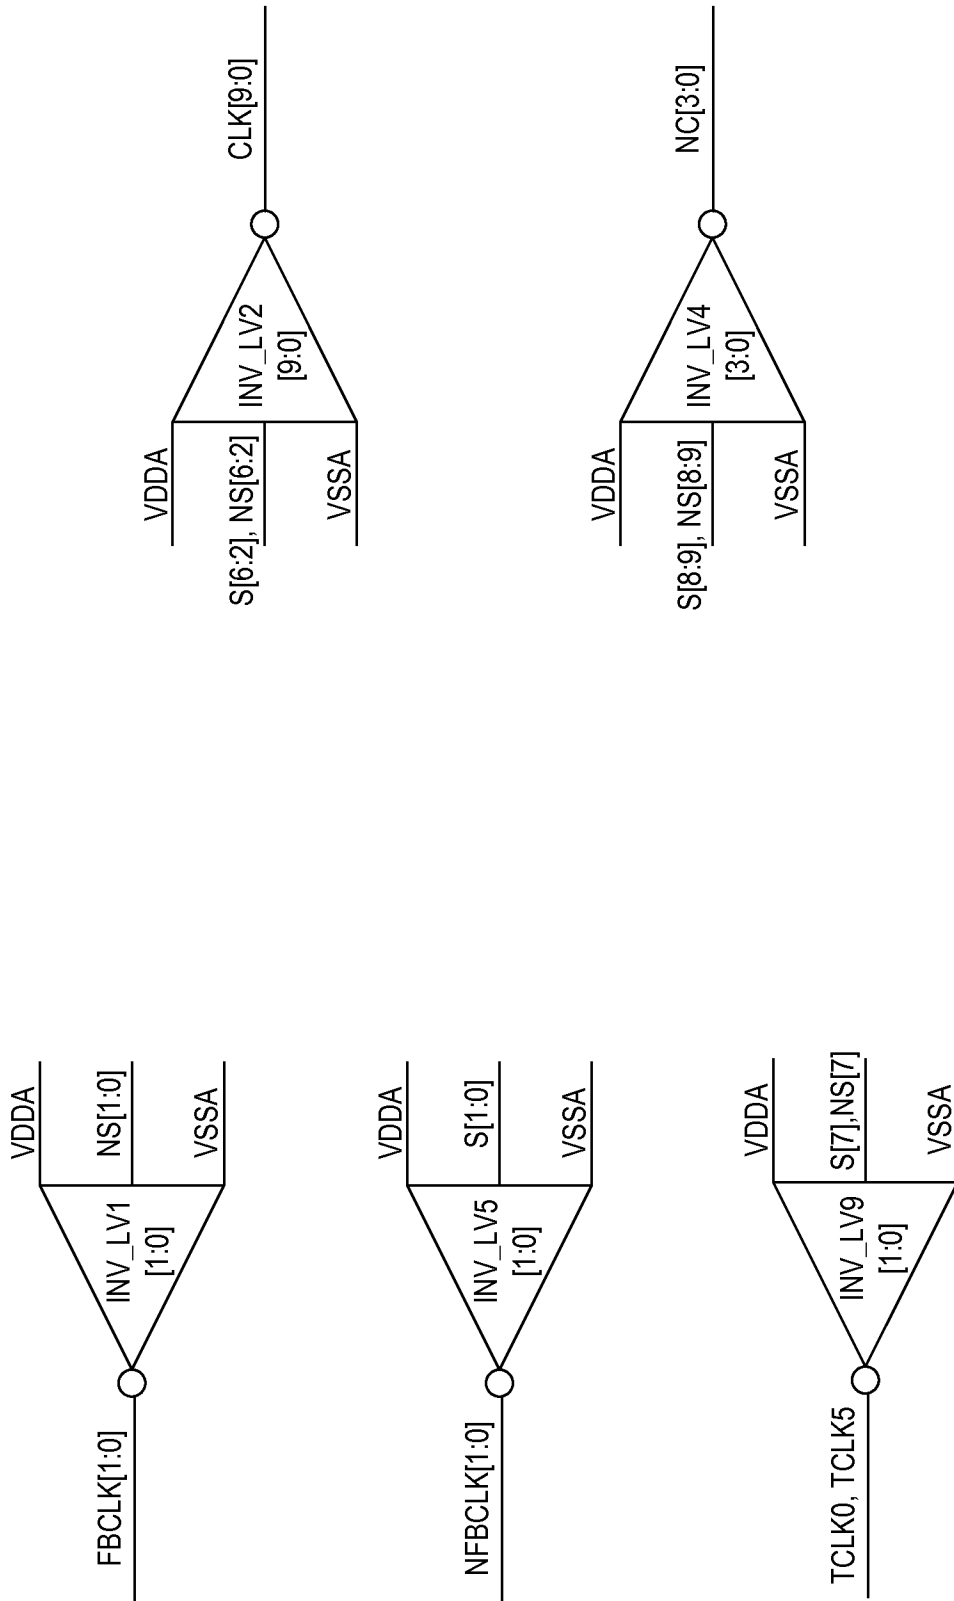 VDDA
NS[1:0]
VSSA
INV_LV1
[1:0]
FBCLK[1:0]
VDDA
S[1:0]
VSSA
INV_LV5
[1:0]
NFBCLK[1:0]
VDDA
S[7],NS[7]
VSSA
INV_LV9
[1:0]
TCLK0, TCLK5
VDDA
S[6:2], NS[6:2]
VSSA
INV_LV2
[9:0]
CLK[9:0]
VDDA
S[8:9], NS[8:9]
VSSA
INV_LV4
[3:0]
NC[3:0]